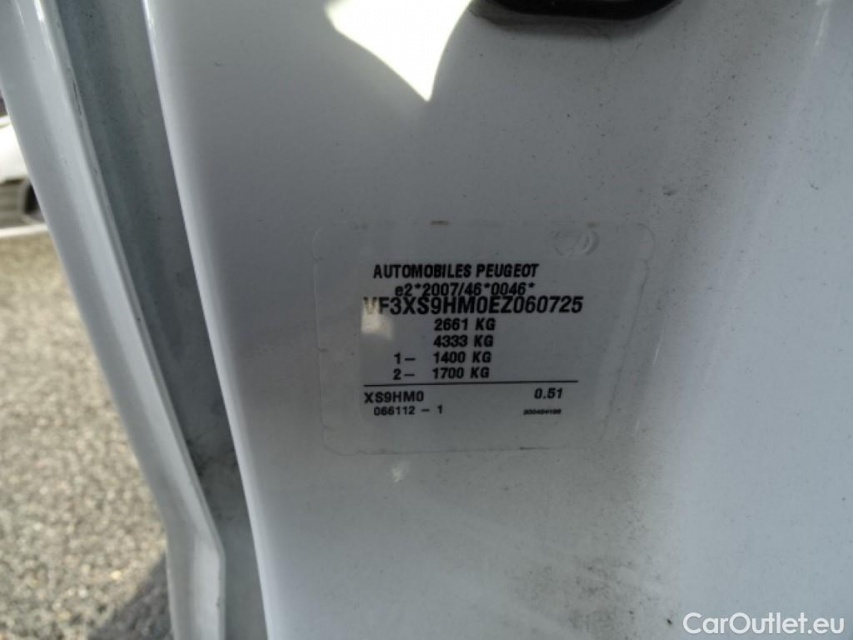 AUTOMOBILES PEUGEOT
e2*2007/46*0046*
VF3XS9HM0EZ060725
2661 KG
4333 KG
1- 1400 KG
2- 1700 KG
XS9HM0 0.51
066112 - 1
CarOutlet.eu